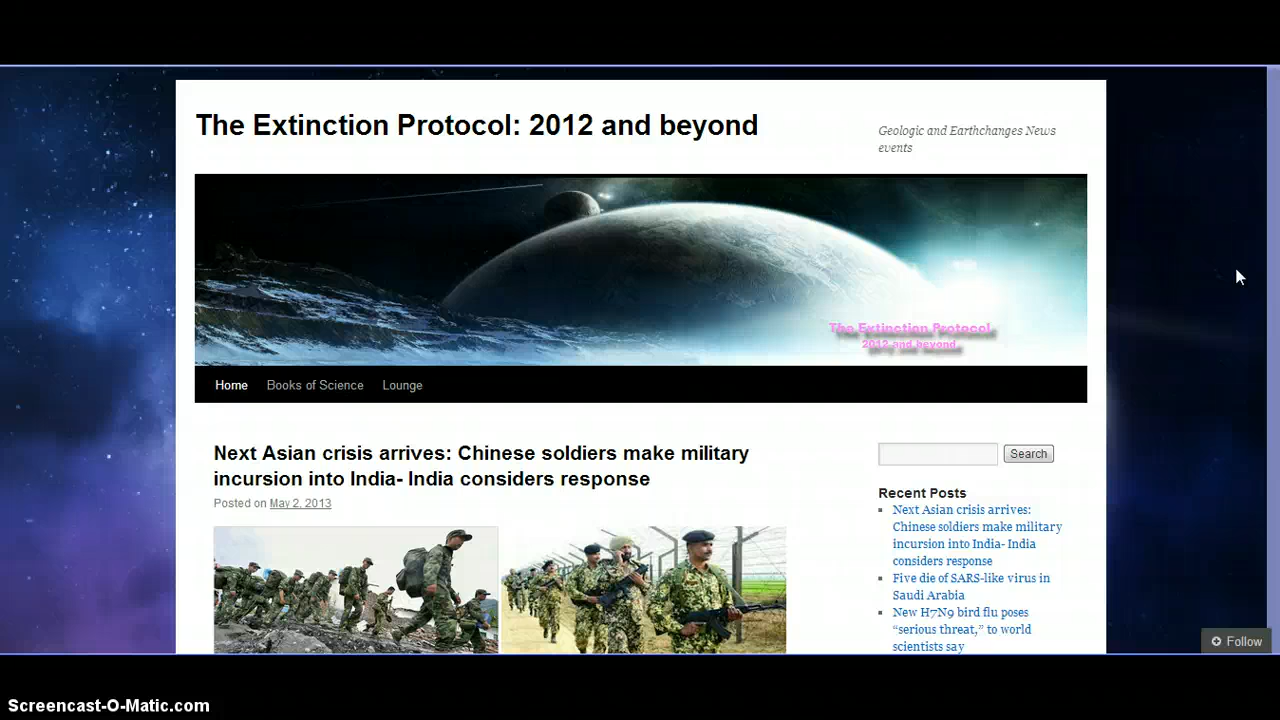 The Extinction Protocol: 2012 and beyond
Geologic and Earthchanges News
events
The Extinction Protocol
2012 and beyond
Home Books of Science Lounge
Next Asian crisis arrives: Chinese soldiers make military
incursion into India- India considers response
Posted on May 2, 2013
Search
Recent Posts
Next Asian crisis arrives:
Chinese soldiers make military
incursion into India- India
considers response
Five die of SARS-like virus in
Saudi Arabia
New H7N9 bird flu poses
“serious threat,” to world
scientists say
Follow
Screencast-O-Matic.com